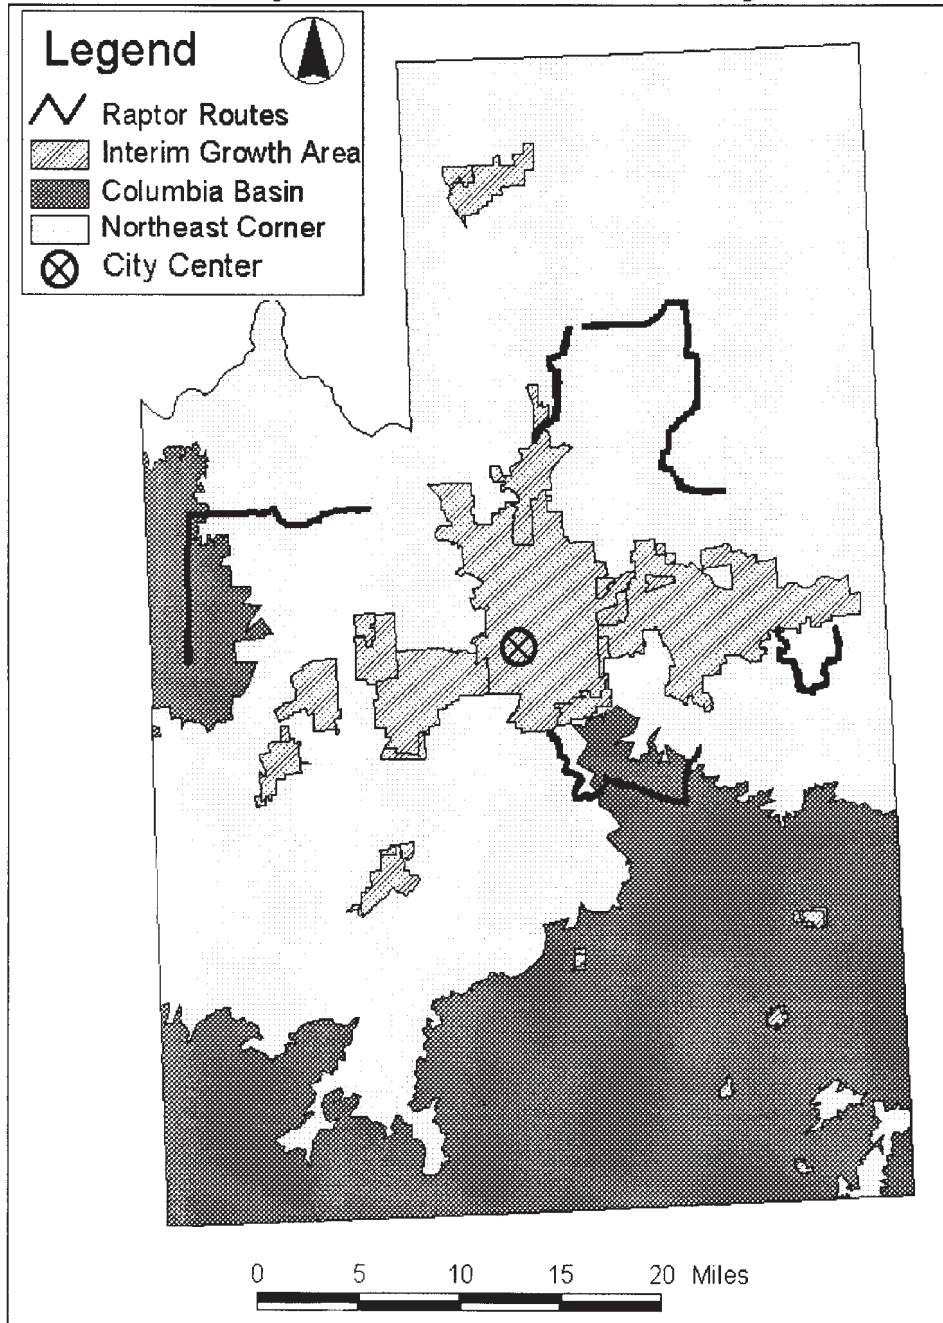 Legend
Raptor Routes
Interim Growth Area
Columbia Basin
Northeast Corner
City Center
0 5 10 15 20 Miles